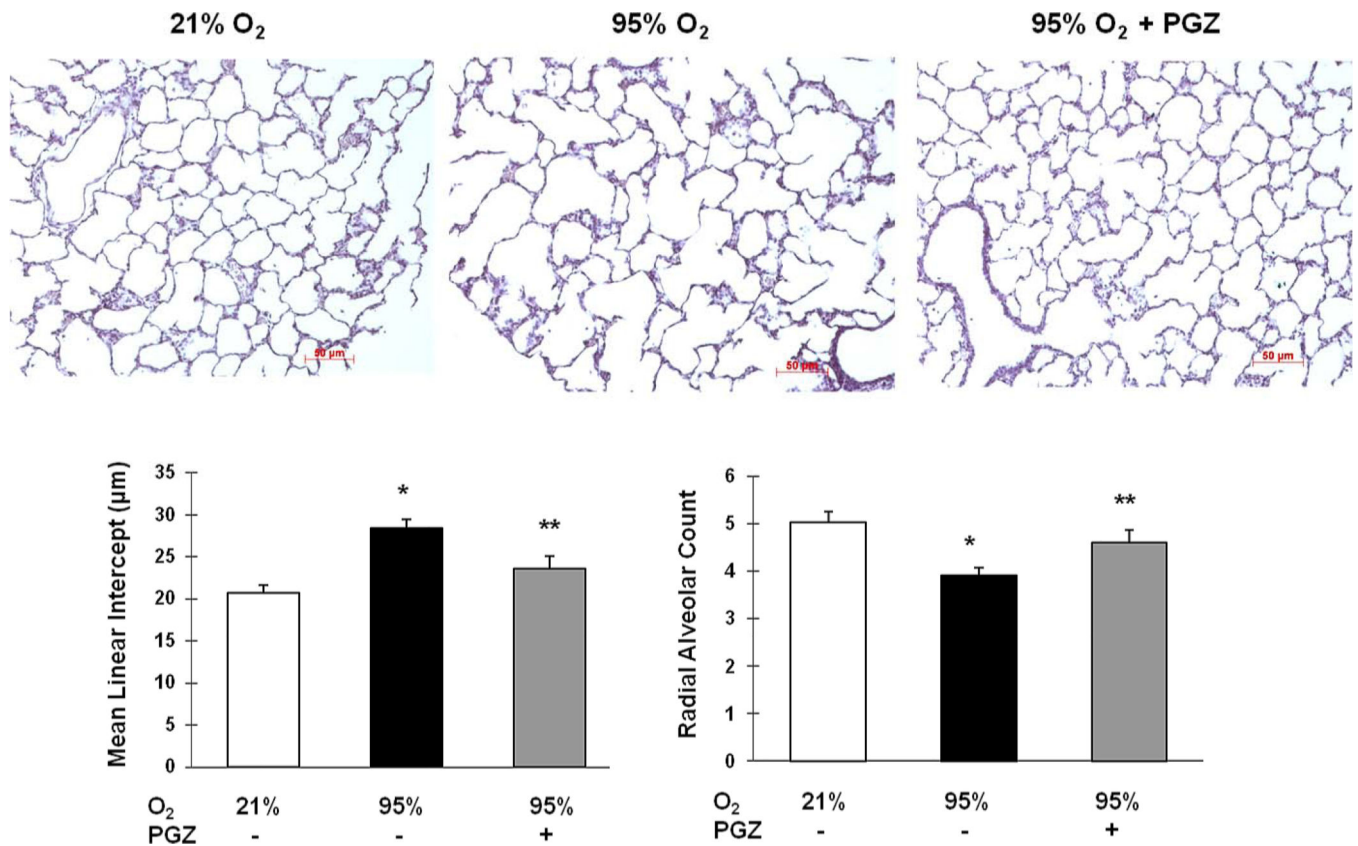 21% O₂ 95% O₂ 95% O₂ + PGZ
50 µm 50 µm 50 µm
Mean Linear Intercept (µm)
35
30
25
20
15
10
5
0
* **
O₂ 21% 95% 95%
PGZ - - +
Radial Alveolar Count
6
5
4
3
2
1
0
* **
O₂ 21% 95% 95%
PGZ - - +